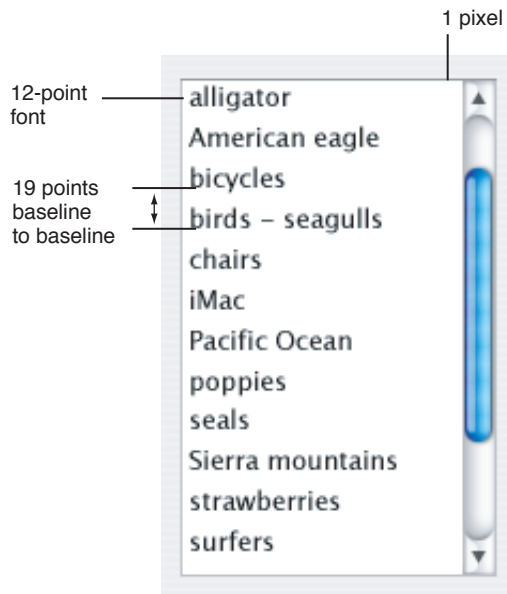 1 pixel
12-point
font
19 points
baseline
to baseline
alligator
American eagle
bicycles
birds – seagulls
chairs
iMac
Pacific Ocean
poppies
seals
Sierra mountains
strawberries
surfers